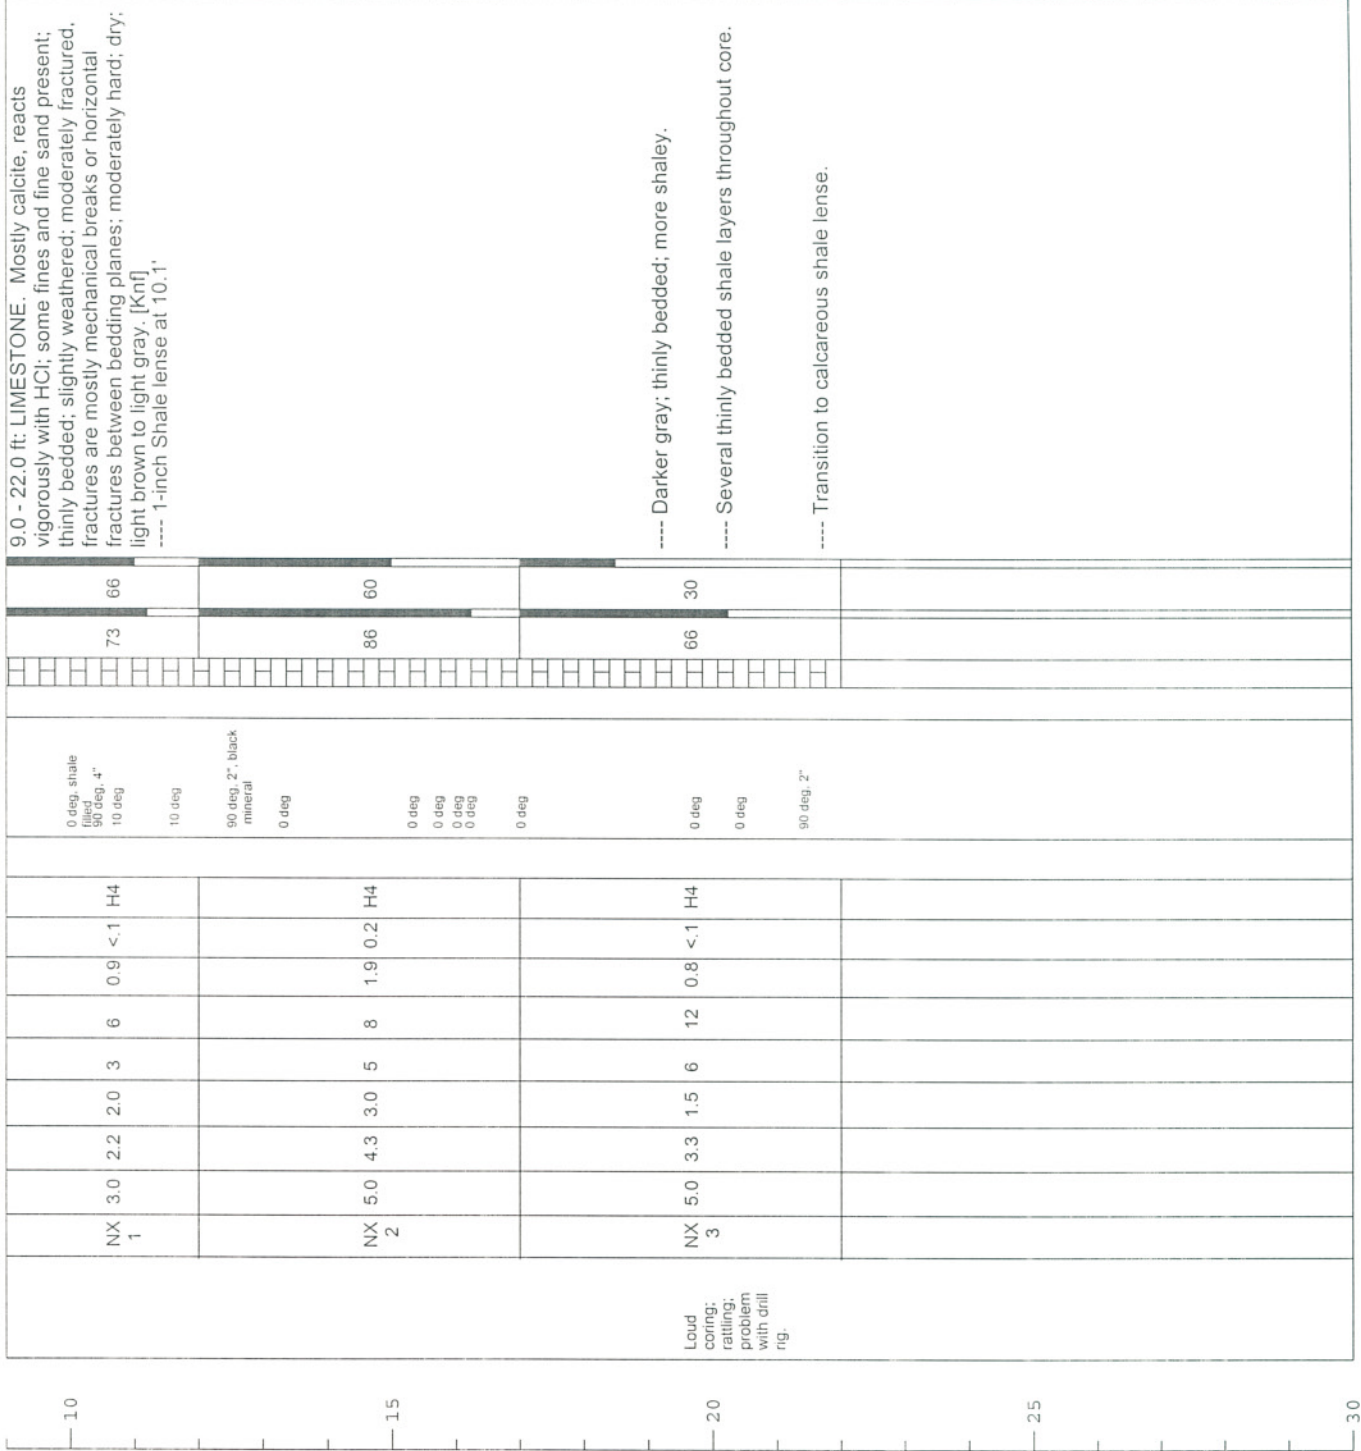 9.0 - 22.0 ft: LIMESTONE. Mostly calcite, reacts
vigorously with HCl; some fines and fine sand present;
thinly bedded; slightly weathered; moderately fractured,
fractures are mostly mechanical breaks or horizontal
fractures between bedding planes; moderately hard; dry;
light brown to light gray. [Knf]
---- 1-inch Shale lense at 10.1'
---- Darker gray; thinly bedded; more shaley.
---- Several thinly bedded shale layers throughout core.
---- Transition to calcareous shale lense.
66
60
30
73
86
66
0 deg, shale
filled
90 deg, 4"
10 deg
10 deg
90 deg, 2", black
mineral
0 deg
0 deg
0 deg
0 deg
0 deg
0 deg
0 deg
0 deg
90 deg, 2"
NX 3.0 2.2 2.0 3 6 0.9 <.1 H4
1
NX 5.0 4.3 3.0 5 8 1.9 0.2 H4
2
NX 5.0 3.3 1.5 6 12 0.8 <.1 H4
3
Loud
coring;
rattling;
problem
with drill
rig.
10
15
20
25
30